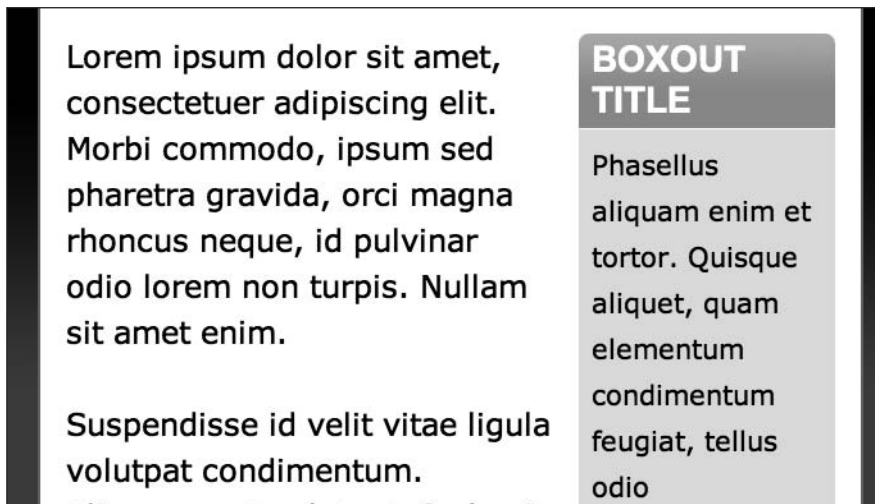 Lorem ipsum dolor sit amet,
consectetuer adipiscing elit.
Morbi commodo, ipsum sed
pharetra gravida, orci magna
rhoncus neque, id pulvinar
odio lorem non turpis. Nullam
sit amet enim.
Suspendisse id velit vitae ligula
volutpat condimentum.
BOXOUT
TITLE
Phasellus
aliquam enim et
tortor. Quisque
aliquet, quam
elementum
condimentum
feugiat, tellus
odio